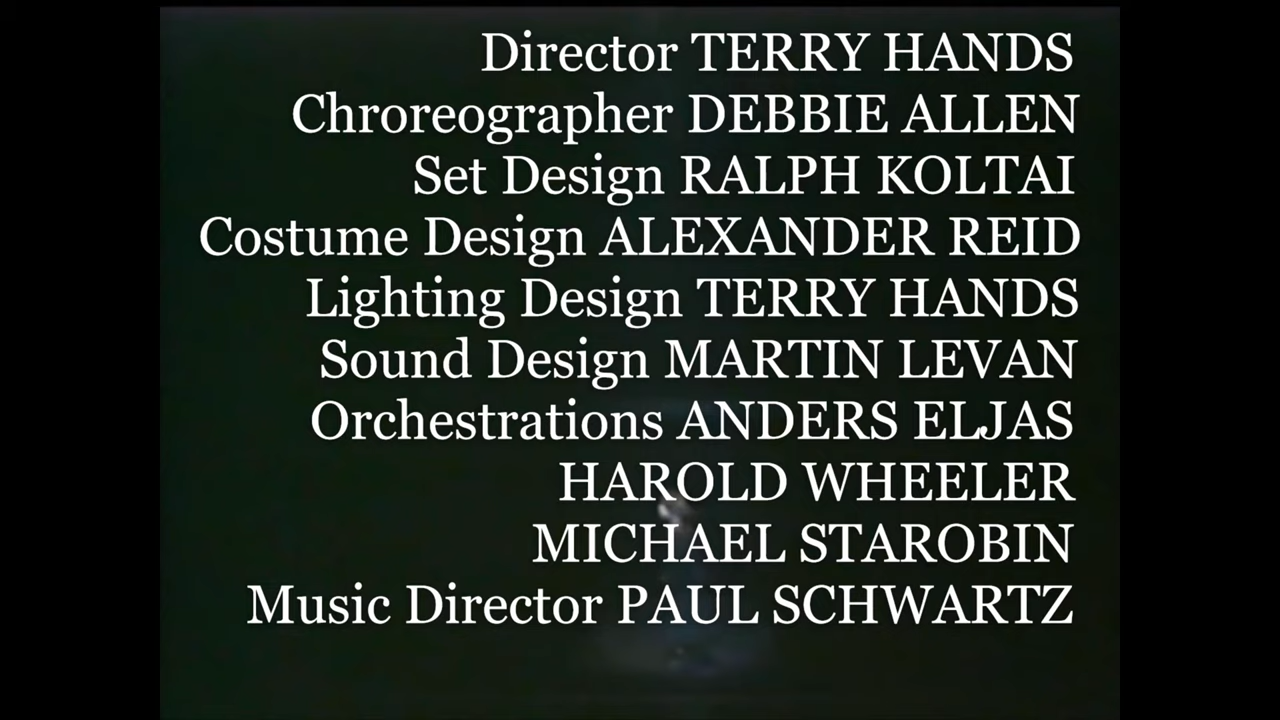 Director TERRY HANDS
Chroreographer DEBBIE ALLEN
Set Design RALPH KOLTAI
Costume Design ALEXANDER REID
Lighting Design TERRY HANDS
Sound Design MARTIN LEVAN
Orchestrations ANDERS ELJAS
HAROLD WHEELER
MICHAEL STAROBIN
Music Director PAUL SCHWARTZ